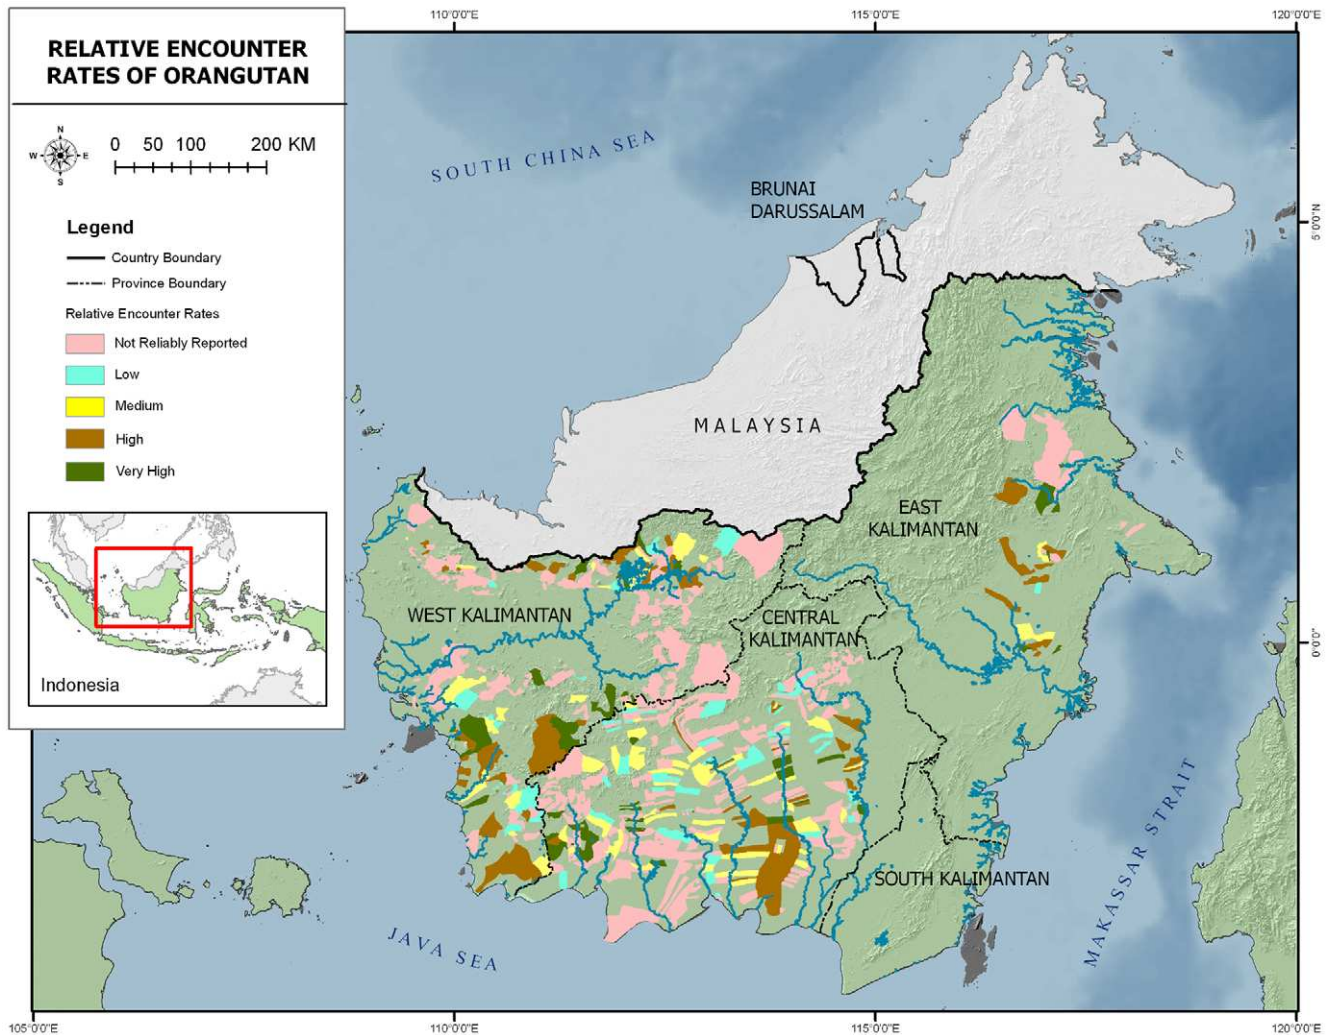 RELATIVE ENCOUNTER
RATES OF ORANGUTAN
N
W
E
S
0 50 100 200 KM
Legend
Country Boundary
Province Boundary
Relative Encounter Rates
Not Reliably Reported
Low
Medium
High
Very High
Indonesia
110°0'0"E
115°0'0"E
120°0'0"E
SOUTH CHINA SEA
BRUNAI
DARUSSALAM
5°0'0"N
MALAYSIA
EAST
KALIMANTAN
WEST KALIMANTAN
CENTRAL
KALIMANTAN
0°0'0"
SOUTH KALIMANTAN
MAKASSAR STRAIT
JAVA SEA
105°0'0"E
110°0'0"E
115°0'0"E
120°0'0"E